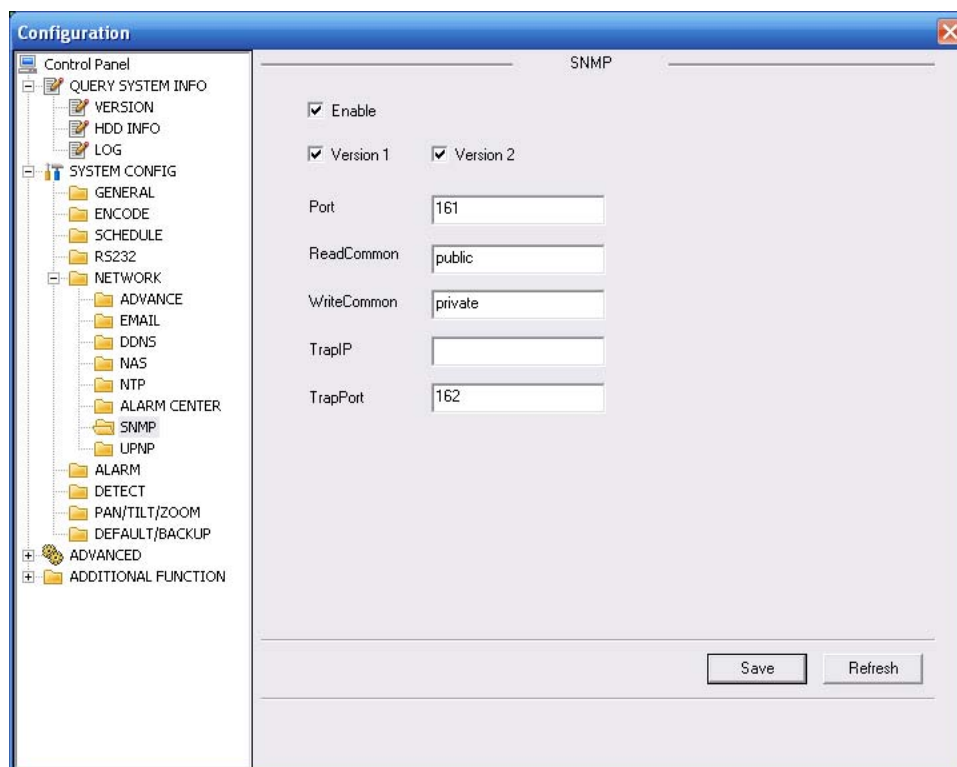 Configuration
Control Panel
QUERY SYSTEM INFO
VERSION
HDD INFO
LOG
SYSTEM CONFIG
GENERAL
ENCODE
SCHEDULE
RS232
NETWORK
ADVANCE
EMAIL
DDNS
NAS
NTP
ALARM CENTER
SNMP
UPNP
ALARM
DETECT
PAN/TILT/ZOOM
DEFAULT/BACKUP
ADVANCED
ADDITIONAL FUNCTION
SNMP
Enable
Version 1 Version 2
Port 161
ReadCommon public
WriteCommon private
TrapIP
TrapPort 162
Save Refresh